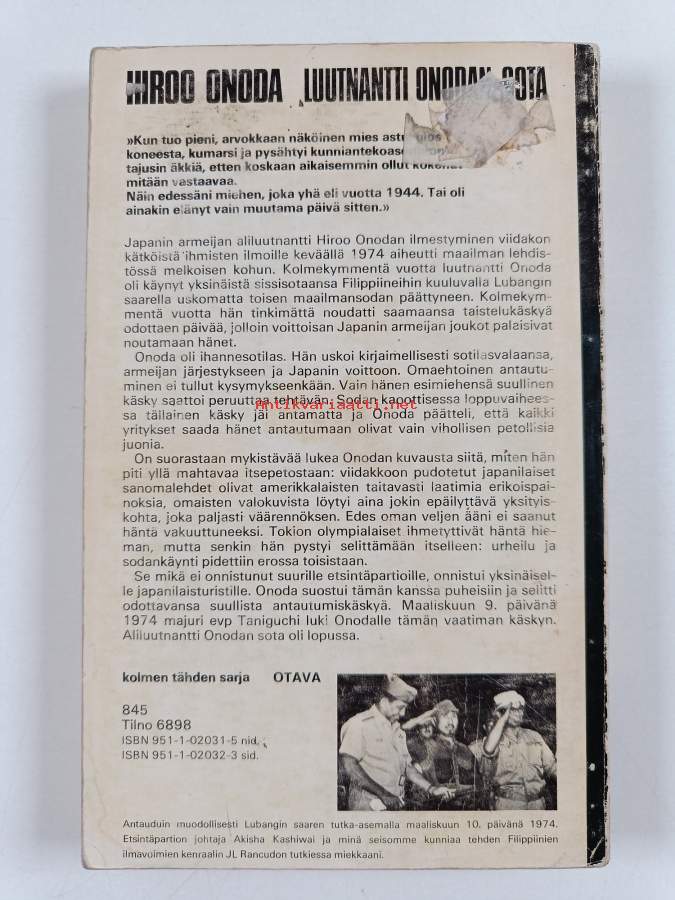 HIROO ONODA LUUTNANTTI ONODAN SOTA
»Kun tuo pieni, arvokkaan näköinen mies
koneesta, kumarsi ja pysähtyi
tajusin äkkiä, etten koskaan aikaisemmin ollut kokenut
mitään vastaavaa.
Näin edessäni miehen, joka yhä eli vuotta 1944. Tai oli
ainakin elänyt vain muutama päivä sitten.»
Japanin armeijan aliluutnantti Hiroo Onodan ilmestyminen viidakon
kätköistä ihmisten ilmoille keväällä 1974 aiheutti maailman lehdis-
tössä melkoisen kohun. Kolmekymmentä vuotta luutnantti Onoda
oli käynyt yksinäistä sissisotaansa Filippiineihin kuuluvalla Lubangin
saarella uskomatta toisen maailmansodan päättyneen. Kolmekym-
mentä vuotta hän tinkimättä noudatti saamaansa taistelukäskyä
odottaen päivää, jolloin voittoisan Japanin armeijan joukot palaisivat
noutamaan hänet.
Onoda oli ihannesotilas. Hän uskoi kirjaimellisesti sotilasvalaansa,
armeijan järjestykseen ja Japanin voittoon. Omaehtoinen antautu-
minen ei tullut kysymykseenkään. Vain hänen esimiehensä suullinen
käsky saattoi peruuttaa tehtävän. Sodan kaoottisessa loppuvaihees-
sa tällainen käsky jäi antamatta ja Onoda päätteli, että kaikki
yritykset saada hänet antautumaan olivat vain vihollisen petollisia
juonia.
Antikvariaatti.net
On suorastaan mykistävää lukea Onodan kuvausta siitä, miten hän
piti yllä mahtavaa itsepetostaan: viidakkoon pudotetut japanilaiset
sanomalehdet olivat amerikkalaisten taitavasti laatimia erikoispai-
noksia, omaisten valokuvista löytyi aina jokin epäilyttävä yksityis-
kohta, joka paljasti väärennöksen. Edes oman veljen ääni ei saanut
häntä vakuuttuneeksi. Tokion olympialaiset ihmetyttivät häntä hie-
man, mutta senkin hän pystyi selittämään itselleen: urheilu ja
sodankäynti pidettiin erossa toisistaan.
Se mikä ei onnistunut suurille etsintäpartioille, onnistui yksinäisel-
le japanilaisturistille. Onoda suostui tämän kanssa puheisiin ja selitti
odottavansa suullista antautumiskäskyä. Maaliskuun 9. päivänä
1974 majuri evp Taniguchi luki Onodalle tämän vaatiman käskyn.
Aliluutnantti Onodan sota oli lopussa.
kolmen tähden sarja OTAVA
845
Tilno 6898
ISBN 951-1-02031-5 nid.
ISBN 951-1-02032-3 sid.
Antauduin muodollisesti Lubangin saaren tutka-asemalla maaliskuun 10. päivänä 1974.
Etsintäpartion johtaja Akisha Kashiwai ja minä seisomme kunniaa tehden Filippiinien
ilmavoimien kenraalin JL Rancudon tutkiessa miekkaani.